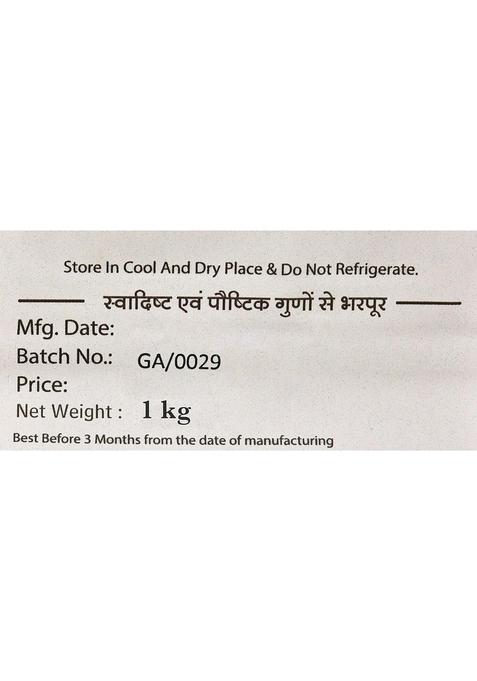 Store In Cool And Dry Place & Do Not Refrigerate.
स्वादिष्ट एवं पौष्टिक गुणों से भरपूर
Mfg. Date:
Batch No.: GA/0029
Price:
Net Weight : 1 kg
Best Before 3 Months from the date of manufacturing